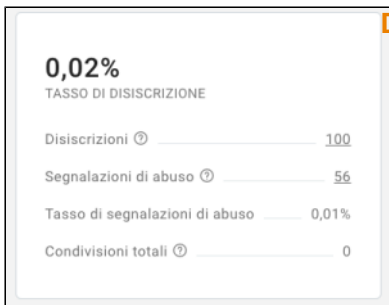 0,02%
TASSO DI DISISCRIZIONE
Disiscrizioni 100
Segnalazioni di abuso 56
Tasso di segnalazioni di abuso 0,01%
Condivisioni totali 0